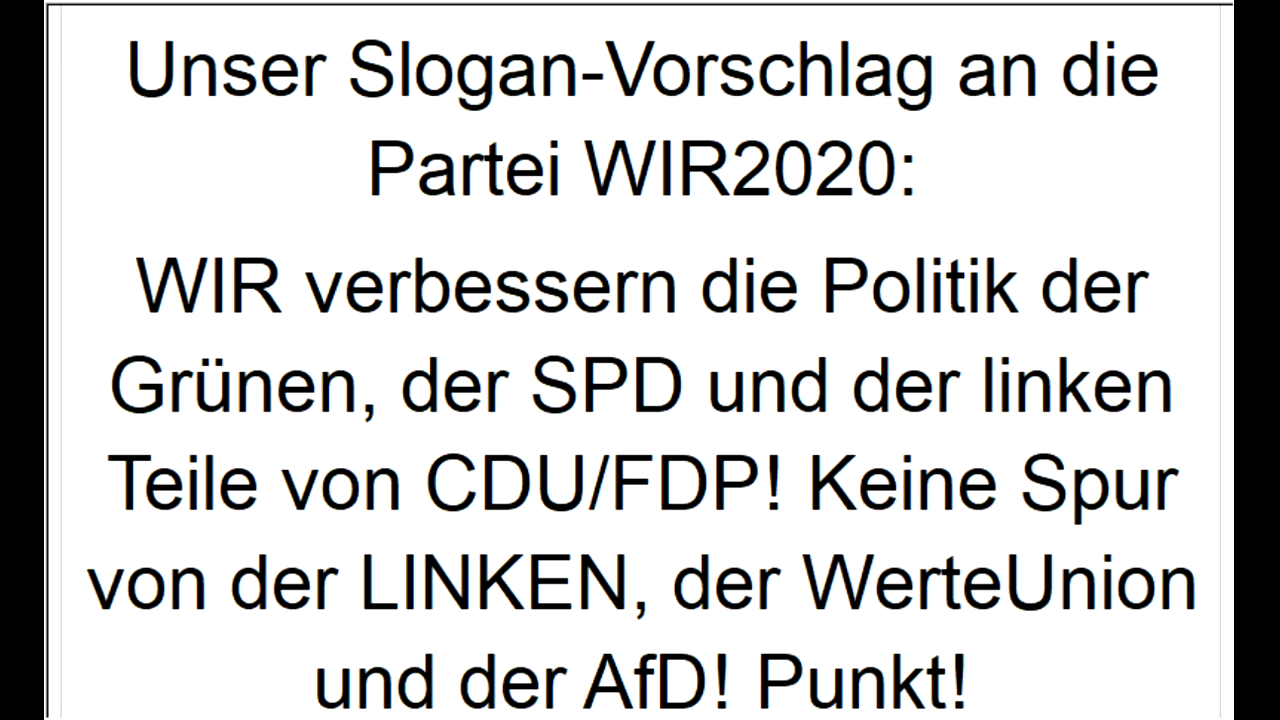 Unser Slogan-Vorschlag an die
Partei WIR2020:
WIR verbessern die Politik der
Grünen, der SPD und der linken
Teile von CDU/FDP! Keine Spur
von der LINKEN, der WerteUnion
und der AfD! Punkt!